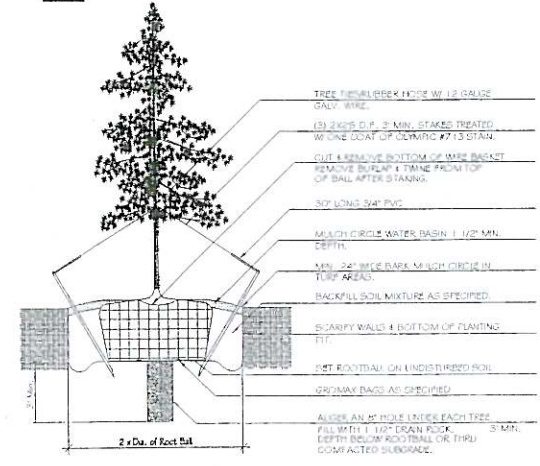 TREE TIES/RUBBER HOSE W/ 12 GAUGE
GALV. WIRE.
(3) 2X2'S D.F. 3' MIN. STAKES TREATED
W/ ONE COAT OF OLYMPIC #713 STAIN.
CUT & REMOVE BOTTOM OF WIRE BASKET
REMOVE BURLAP & TWINE FROM TOP
OF BALL AFTER STAKING.
30" LONG 3/4" PVC
MULCH CIRCLE WATER BASIN 1 1/2" MIN.
DEPTH.
MIN. 24" WIDE BARK MULCH CIRCLE IN
TURF AREAS.
BACKFILL SOIL MIXTURE AS SPECIFIED.
SCARIFY WALLS & BOTTOM OF PLANTING
PIT.
SET ROOTBALL ON UNDISTURBED SOIL
GROMAX BAGS AS SPECIFIED
AUGER AN 8" HOLE UNDER EACH TREE
FILL WITH 1 1/2" DRAIN ROCK. 3' MIN.
DEPTH BELOW ROOTBALL OR THRU
COMPACTED SUBGRADE.
3' Min.
2 x Dia. of Root Ball